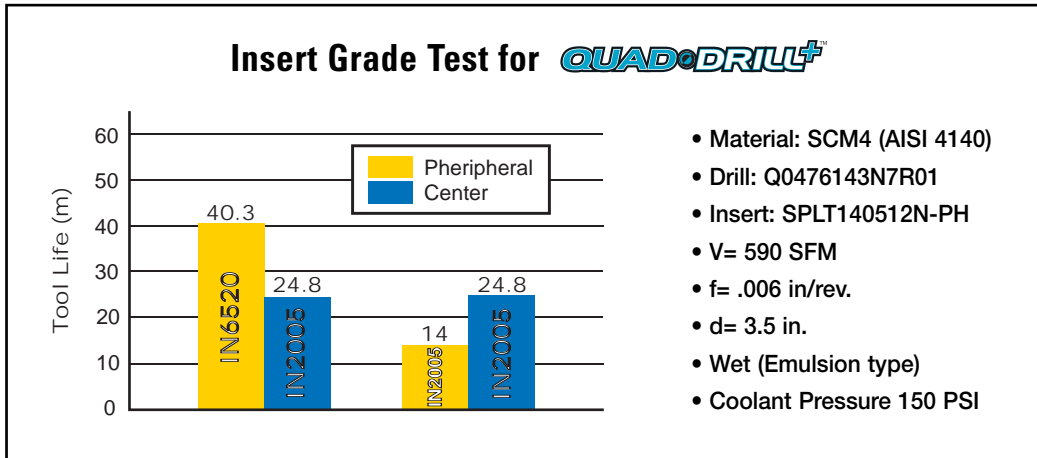 Insert Grade Test for QUAD DRILL+™
60
50
40
30
20
10
0
Tool Life (m)
Pheripheral
Center
40.3
IN6520
24.8
IN2005
14
IN2005
24.8
IN2005
• Material: SCM4 (AISI 4140)
• Drill: Q0476143N7R01
• Insert: SPLT140512N-PH
• V= 590 SFM
• f= .006 in/rev.
• d= 3.5 in.
• Wet (Emulsion type)
• Coolant Pressure 150 PSI